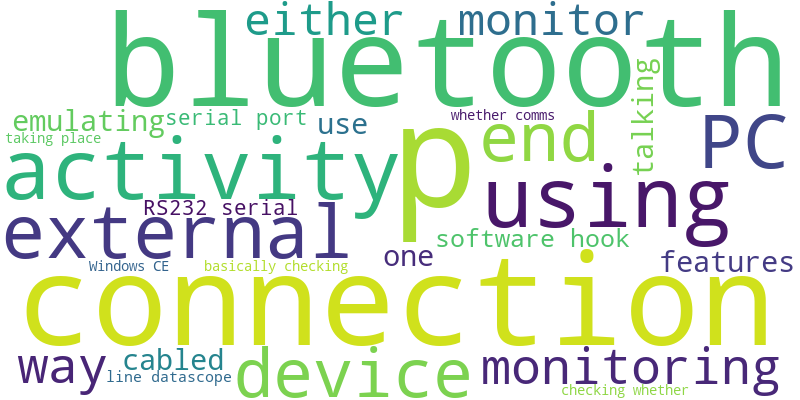 bluetooth
either monitor
emulating serial port use whether comms talking
taking place
activity p end PC
RS232 serial using
external one software hook features
Windows CE basically checking
connection
way cabled device monitoring
line datascope checking whether